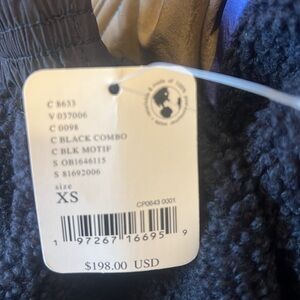 C 8633
V 037006
C 0098
C BLACK COMBO
C BLK MOTIF
S OB1646115
S 81692006
size
XS
CP0643 0001
1 97267 16695 9
$198.00 USD